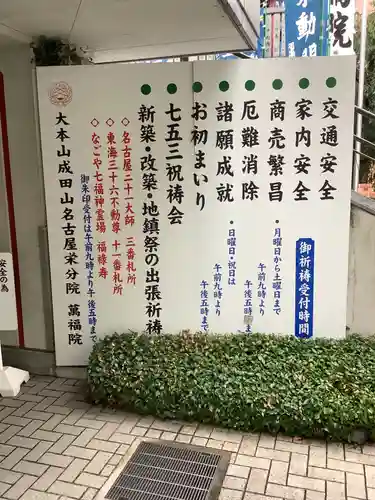 交通安全
家内安全
商売繁昌
厄難消除
諸願成就
お初まいり
七五三祝祷会
新築・改築・地鎮祭の出張祈祷
御祈祷受付時間
・月曜日から土曜日まで
午前九時より
午後五時まで
・日曜日・祝日は
午前九時より
午後五時まで
名古屋二十一大師 三番札所
東海三十六不動尊 十一番札所
なごや七福神霊場 福禄寿
御朱印受付は午前九時より午後五時まで
大本山成田山名古屋栄分院 萬福院
安全の為
院
不動